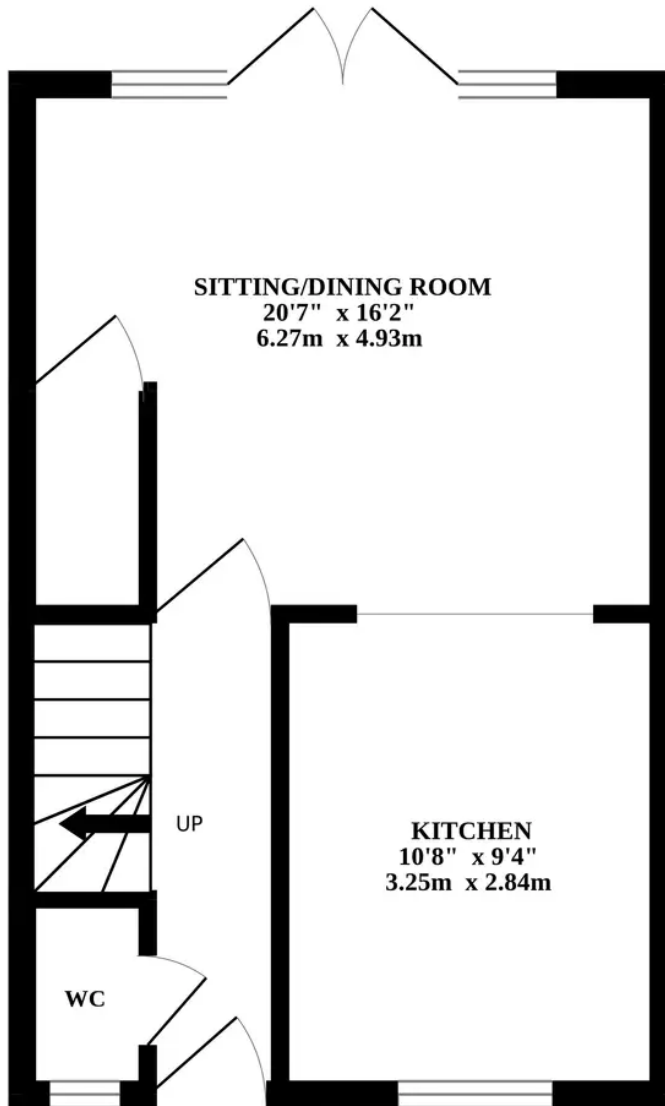 SITTING/DINING ROOM
20'7" x 16'2"
6.27m x 4.93m
UP
KITCHEN
10'8" x 9'4"
3.25m x 2.84m
WC